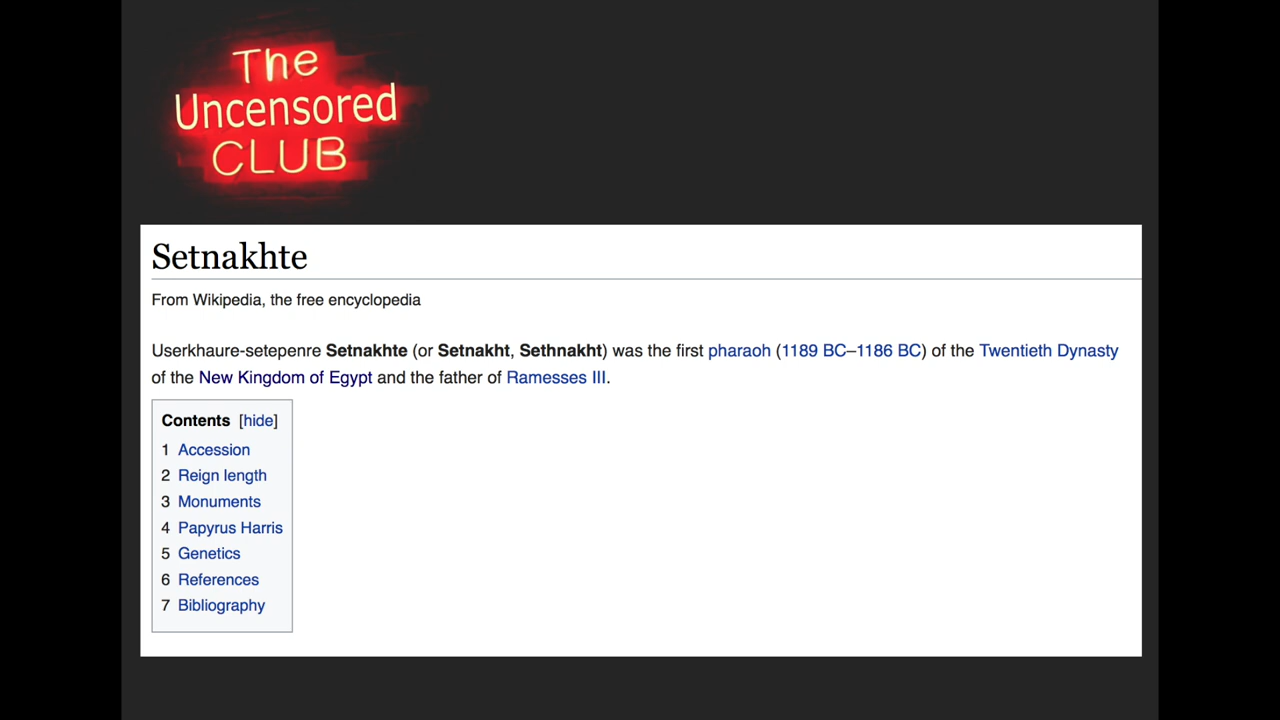 The
Uncensored
CLUB
Setnakhte
From Wikipedia, the free encyclopedia
Userkhaure-setepenre Setnakhte (or Setnakht, Sethnakht) was the first pharaoh (1189 BC–1186 BC) of the Twentieth Dynasty
of the New Kingdom of Egypt and the father of Ramesses III.
Contents [hide]
1 Accession
2 Reign length
3 Monuments
4 Papyrus Harris
5 Genetics
6 References
7 Bibliography